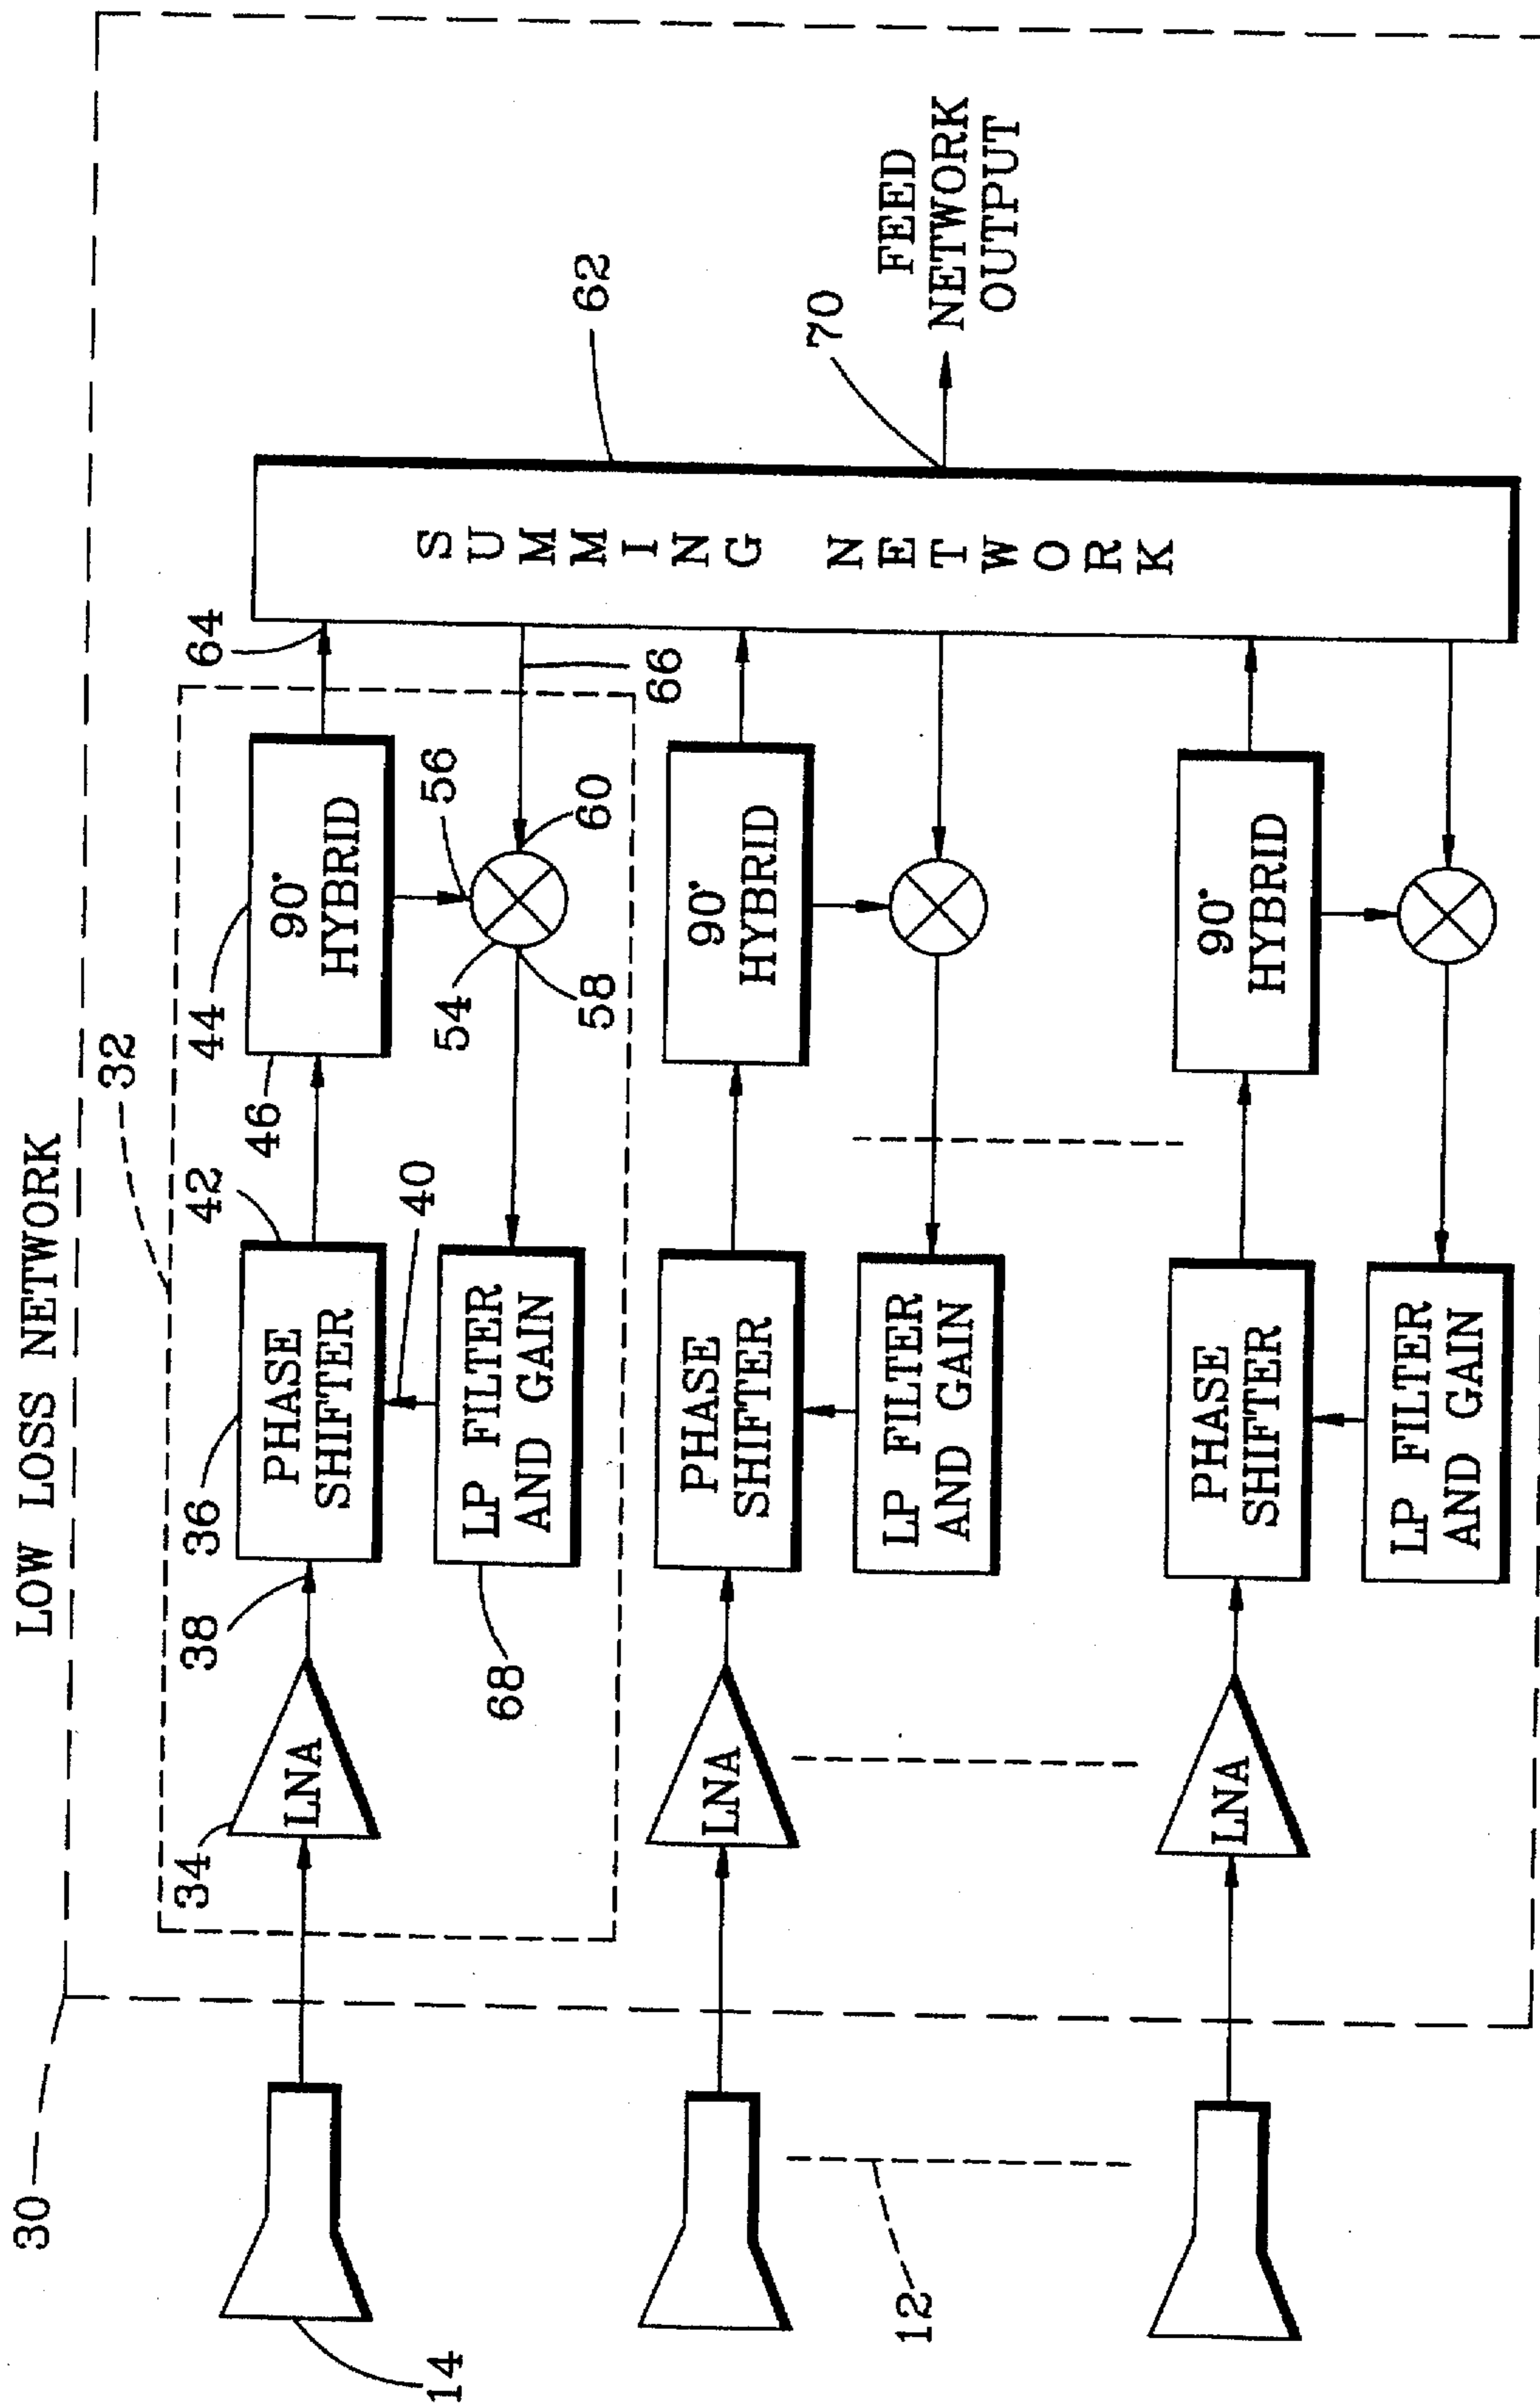 LOW LOSS NETWORK
30
32
14
34
LNA
38
36
PHASE
SHIFTER
42
40
68
LP FILTER
AND GAIN
46
44
90°
HYBRID
54
56
58
60
64
66
62
SUMMING NETWORK
70
FEED
NETWORK
OUTPUT
LNA
PHASE
SHIFTER
LP FILTER
AND GAIN
90°
HYBRID
12
LNA
PHASE
SHIFTER
LP FILTER
AND GAIN
90°
HYBRID